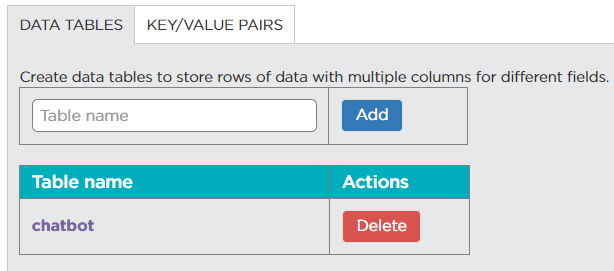 DATA TABLES KEY/VALUE PAIRS
Create data tables to store rows of data with multiple columns for different fields.
Table name Add
Table name Actions
chatbot Delete